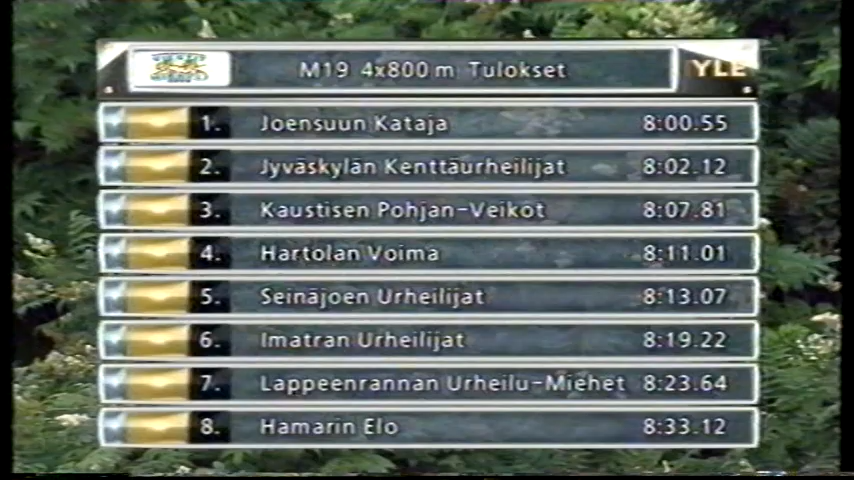 M19 4x800 m Tulokset YLE
1. Joensuun Kataja 8:00.55
2. Jyväskylän Kenttäurheilijat 8:02.12
3. Kaustisen Pohjan-Veikot 8:07.81
4. Hartolan Voima 8:11.01
5. Seinäjoen Urheilijat 8:13.07
6. Imatran Urheilijat 8:19.22
7. Lappeenrannan Urheilu-Miehet 8:23.64
8. Hamarin Elo 8:33.12